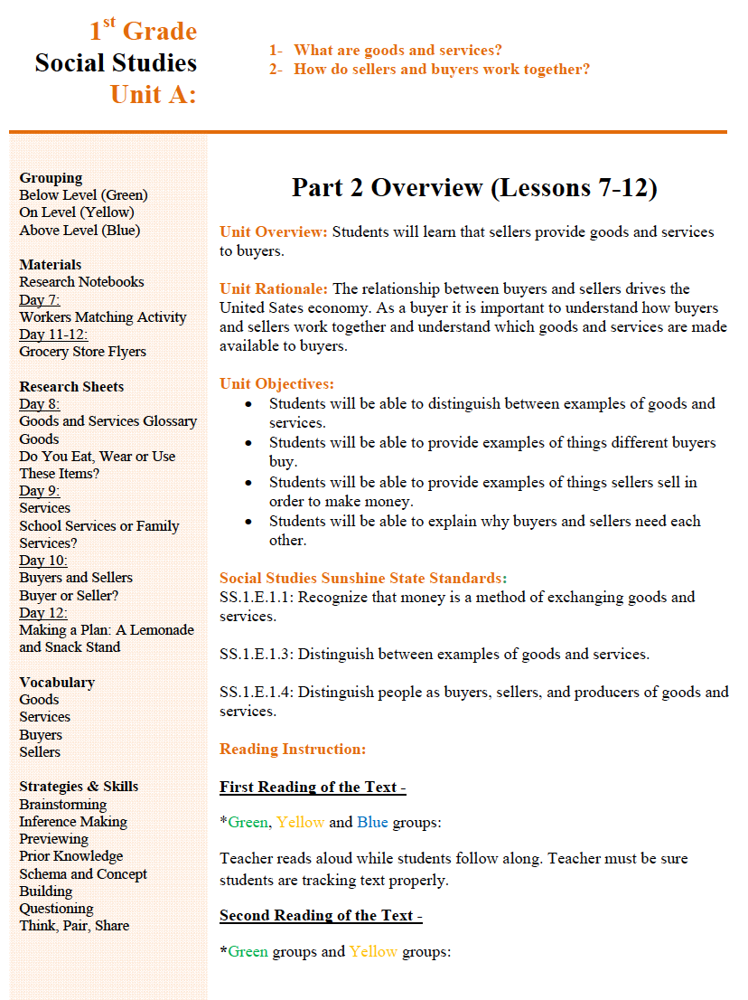 1st Grade
Social Studies
Unit A:
1- What are goods and services?
2- How do sellers and buyers work together?
Grouping
Below Level (Green)
On Level (Yellow)
Above Level (Blue)
Materials
Research Notebooks
Day 7:
Workers Matching Activity
Day 11-12:
Grocery Store Flyers
Research Sheets
Day 8:
Goods and Services Glossary
Goods
Do You Eat, Wear or Use
These Items?
Day 9:
Services
School Services or Family
Services?
Day 10:
Buyers and Sellers
Buyer or Seller?
Day 12:
Making a Plan: A Lemonade
and Snack Stand
Vocabulary
Goods
Services
Buyers
Sellers
Strategies & Skills
Brainstorming
Inference Making
Previewing
Prior Knowledge
Schema and Concept
Building
Questioning
Think, Pair, Share
Part 2 Overview (Lessons 7-12)
Unit Overview: Students will learn that sellers provide goods and services
to buyers.
Unit Rationale: The relationship between buyers and sellers drives the
United Sates economy. As a buyer it is important to understand how buyers
and sellers work together and understand which goods and services are made
available to buyers.
Unit Objectives:
• Students will be able to distinguish between examples of goods and
services.
• Students will be able to provide examples of things different buyers
buy.
• Students will be able to provide examples of things sellers sell in
order to make money.
• Students will be able to explain why buyers and sellers need each
other.
Social Studies Sunshine State Standards:
SS.1.E.1.1: Recognize that money is a method of exchanging goods and
services.
SS.1.E.1.3: Distinguish between examples of goods and services.
SS.1.E.1.4: Distinguish people as buyers, sellers, and producers of goods and
services.
Reading Instruction:
First Reading of the Text -
*Green, Yellow and Blue groups:
Teacher reads aloud while students follow along. Teacher must be sure
students are tracking text properly.
Second Reading of the Text -
*Green groups and Yellow groups: